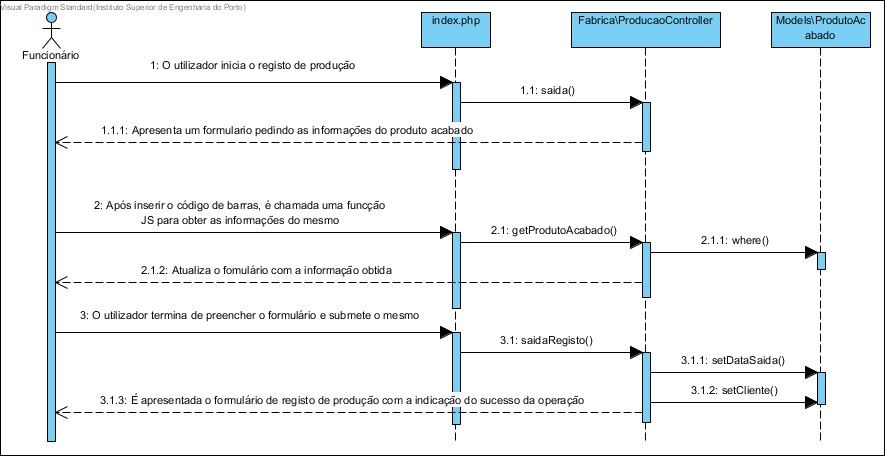 Visual Paradigm Standard(Instituto Superior de Engenharia do Porto)
Funcionário
index.php
Fabrica\ProducaoController
Models\ProdutoAc
abado
1: O utilizador inicia o registo de produção
1.1: saida()
1.1.1: Apresenta um formulario pedindo as informações do produto acabado
2: Após inserir o código de barras, é chamada uma funcção
JS para obter as informações do mesmo
2.1: getProdutoAcabado()
2.1.1: where()
2.1.2: Atualiza o fomulário com a informação obtida
3: O utilizador termina de preencher o formulário e submete o mesmo
3.1: saidaRegisto()
3.1.1: setDataSaida()
3.1.2: setCliente()
3.1.3: É apresentada o formulário de registo de produção com a indicação do sucesso da operação